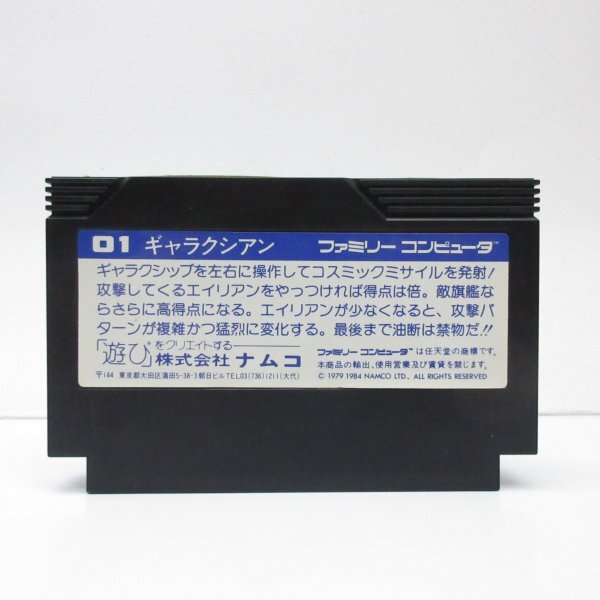 01 ギャラクシアン ファミリー コンピュータ™
ギャラクシップを左右に操作してコスミックミサイルを発射!
攻撃してくるエイリアンをやっつければ得点は倍。敵旗艦な
らさらに高得点になる。エイリアンが少なくなると、攻撃パ
ターンが複雑かつ猛烈に変化する。最後まで油断は禁物だ!!
「遊び」をクリエイトする
株式会社 ナムコ
〒144 東京都大田区蒲田5-38-3朝日ビル TEL.03(736)1211(大代)
ファミリー コンピュータ™ は任天堂の商標です。
本商品の輸出、使用営業及び賃貸を禁じます。
© 1979 1984 NAMCO LTD., ALL RIGHTS RESERVED